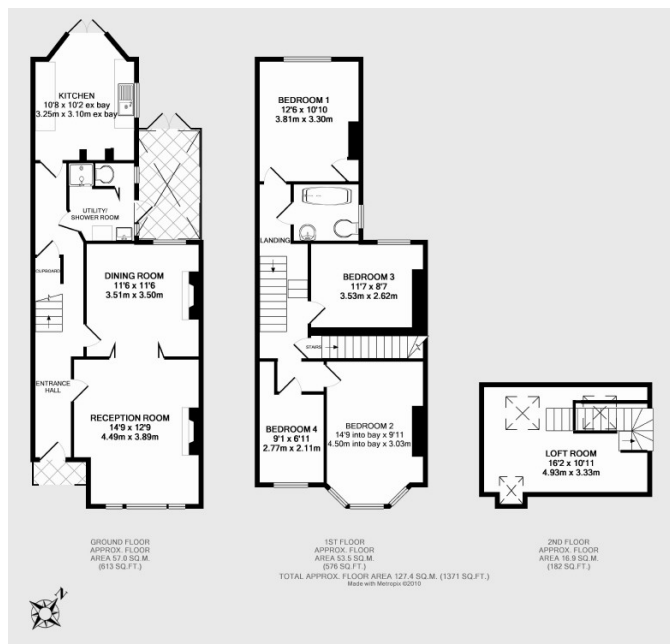 KITCHEN
10'8 x 10'2 ex bay
3.25m x 3.10m ex bay
UTILITY/
SHOWER ROOM
CUPBOARD
DINING ROOM
11'6 x 11'6
3.51m x 3.50m
ENTRANCE
HALL
RECEPTION ROOM
14'9 x 12'9
4.49m x 3.89m
GROUND FLOOR
APPROX. FLOOR
AREA 57.0 SQ.M.
(613 SQ.FT.)
BEDROOM 1
12'6 x 10'10
3.81m x 3.30m
LANDING
BEDROOM 3
11'7 x 8'7
3.53m x 2.62m
STAIRS
BEDROOM 4
9'1 x 6'11
2.77m x 2.11m
BEDROOM 2
14'9 into bay x 9'11
4.50m into bay x 3.03m
1ST FLOOR
APPROX. FLOOR
AREA 53.5 SQ.M.
(576 SQ.FT.)
LOFT ROOM
16'2 x 10'11
4.93m x 3.33m
2ND FLOOR
APPROX. FLOOR
AREA 16.9 SQ.M.
(182 SQ.FT.)
TOTAL APPROX. FLOOR AREA 127.4 SQ.M. (1371 SQ.FT.)
Made with Metropix ©2010
N